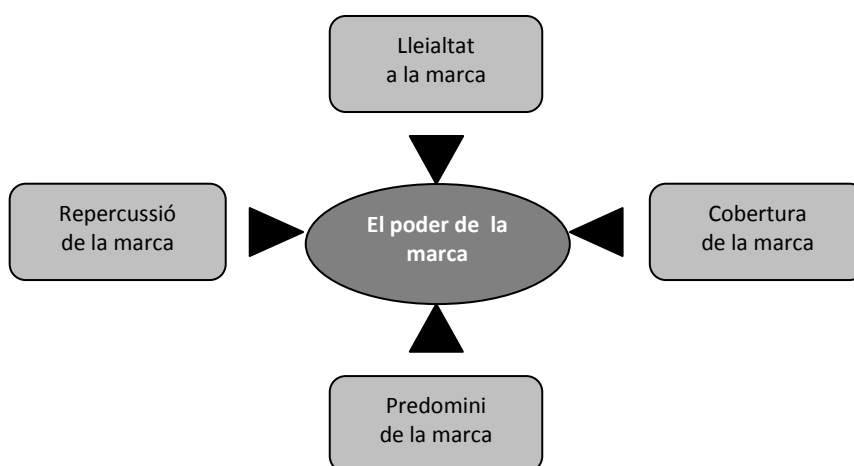 Lleialtat
a la marca
Repercussió
de la marca
El poder de  la
marca
Cobertura
de la marca
Predomini
de la marca